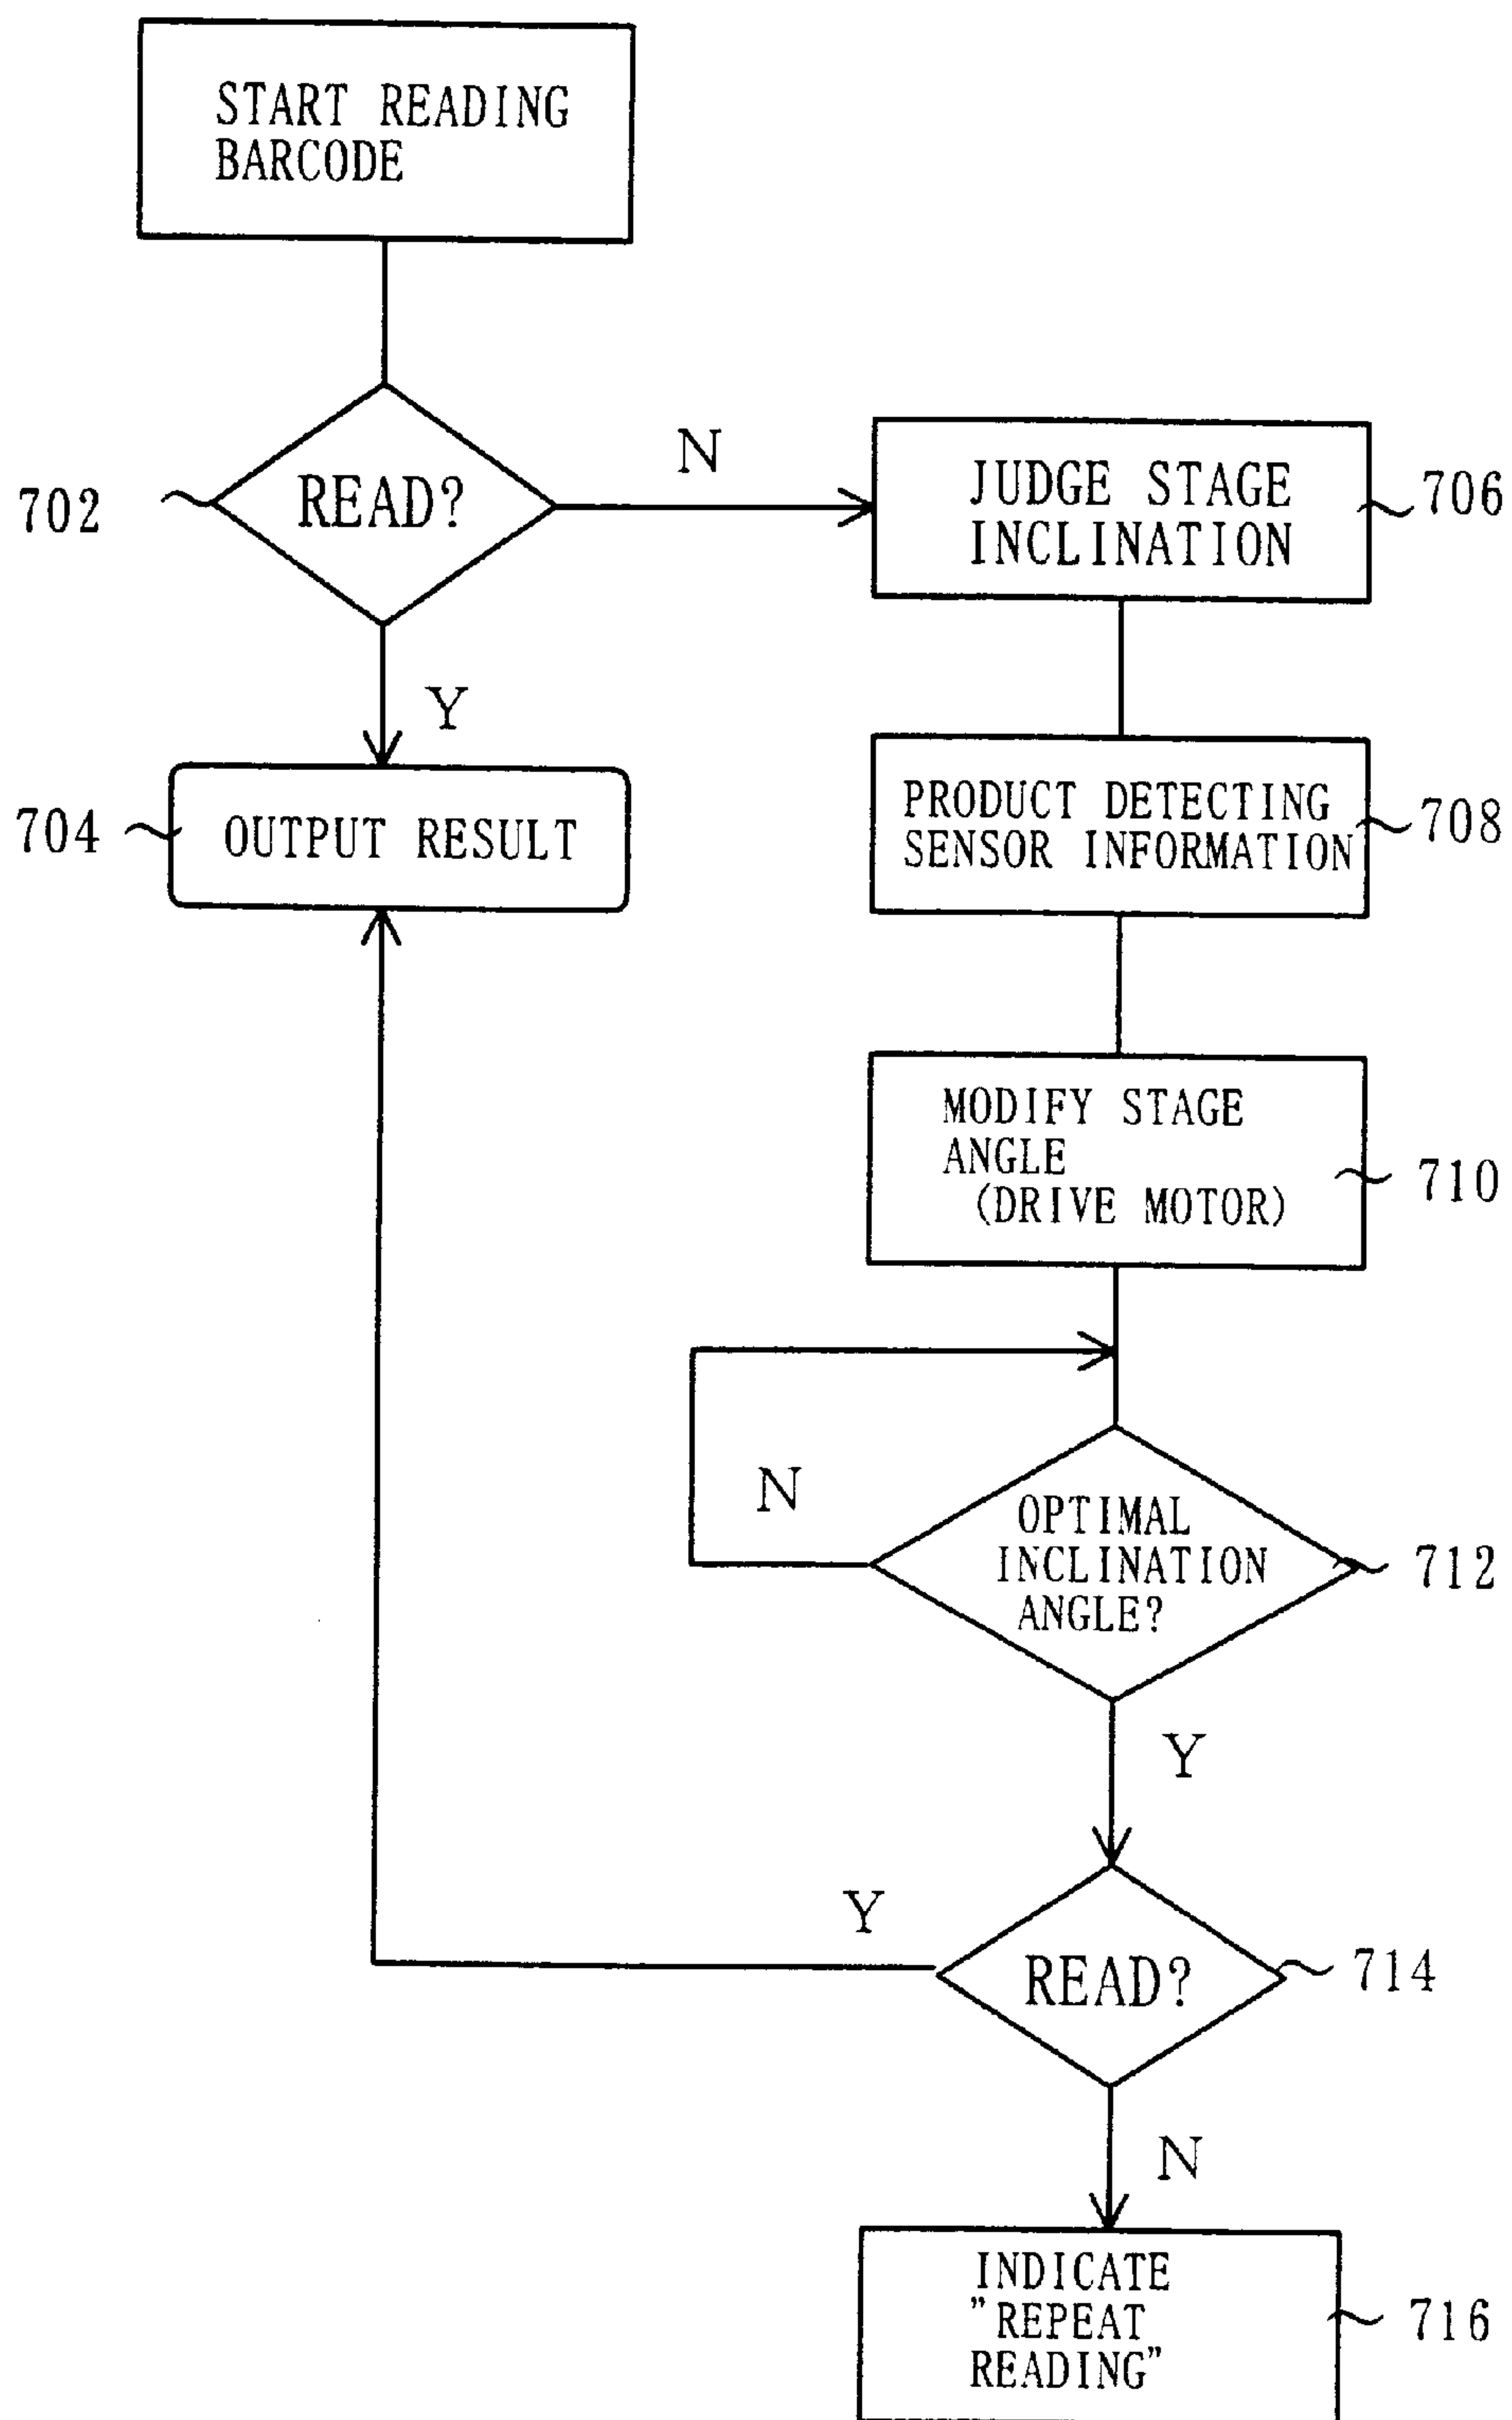 START READING
BARCODE
N
702
READ?
JUDGE STAGE
INCLINATION
706
Y
704
OUTPUT RESULT
PRODUCT DETECTING
SENSOR INFORMATION
708
MODIFY STAGE
ANGLE
(DRIVE MOTOR)
710
N
OPTIMAL
INCLINATION
ANGLE?
712
Y
Y
READ?
714
N
INDICATE
"REPEAT
READING"
716